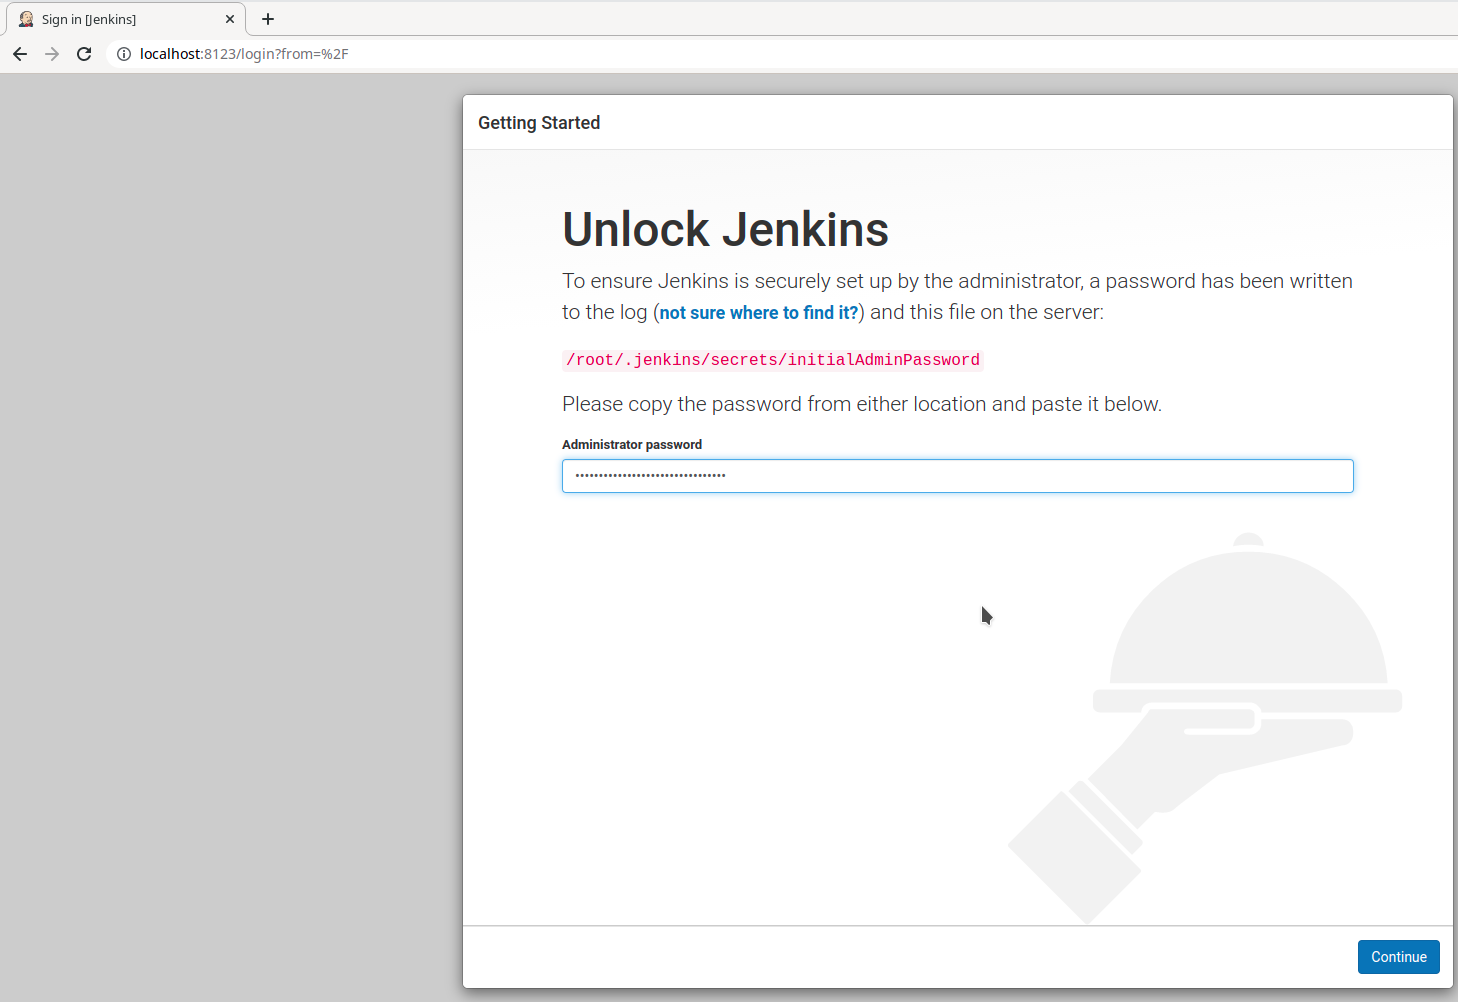 Sign in [Jenkins]
localhost:8123/login?from=%2F
Getting Started
Unlock Jenkins
To ensure Jenkins is securely set up by the administrator, a password has been written
to the log (not sure where to find it?) and this file on the server:
/root/.jenkins/secrets/initialAdminPassword
Please copy the password from either location and paste it below.
Administrator password
••••••••••••••••••••••••••••••••
Continue